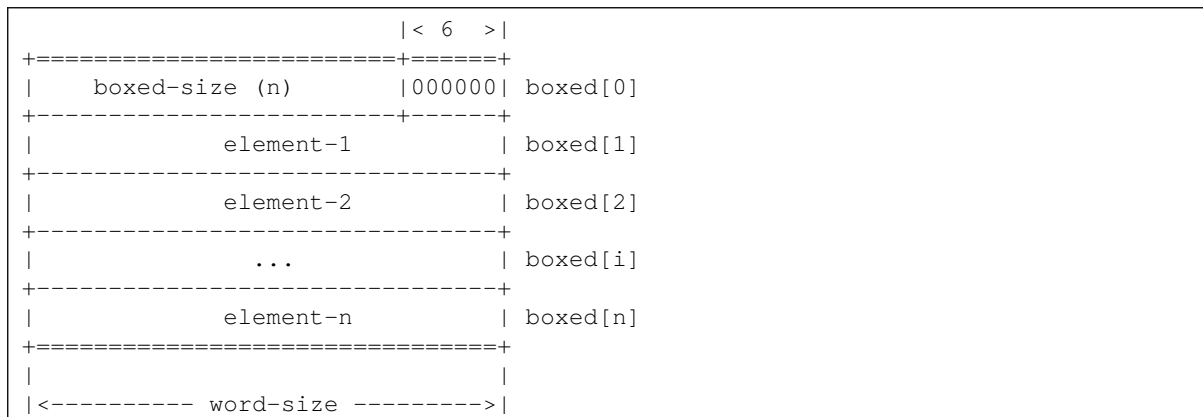 |< 6  >|
+=========================+======+
|    boxed-size (n)       |000000| boxed[0]
+-------------------------+------+
|             element-1          | boxed[1]
+--------------------------------+
|             element-2          | boxed[2]
+--------------------------------+
|               ...              | boxed[i]
+--------------------------------+
|             element-n          | boxed[n]
+================================+
|                                |
|<---------- word-size --------->|